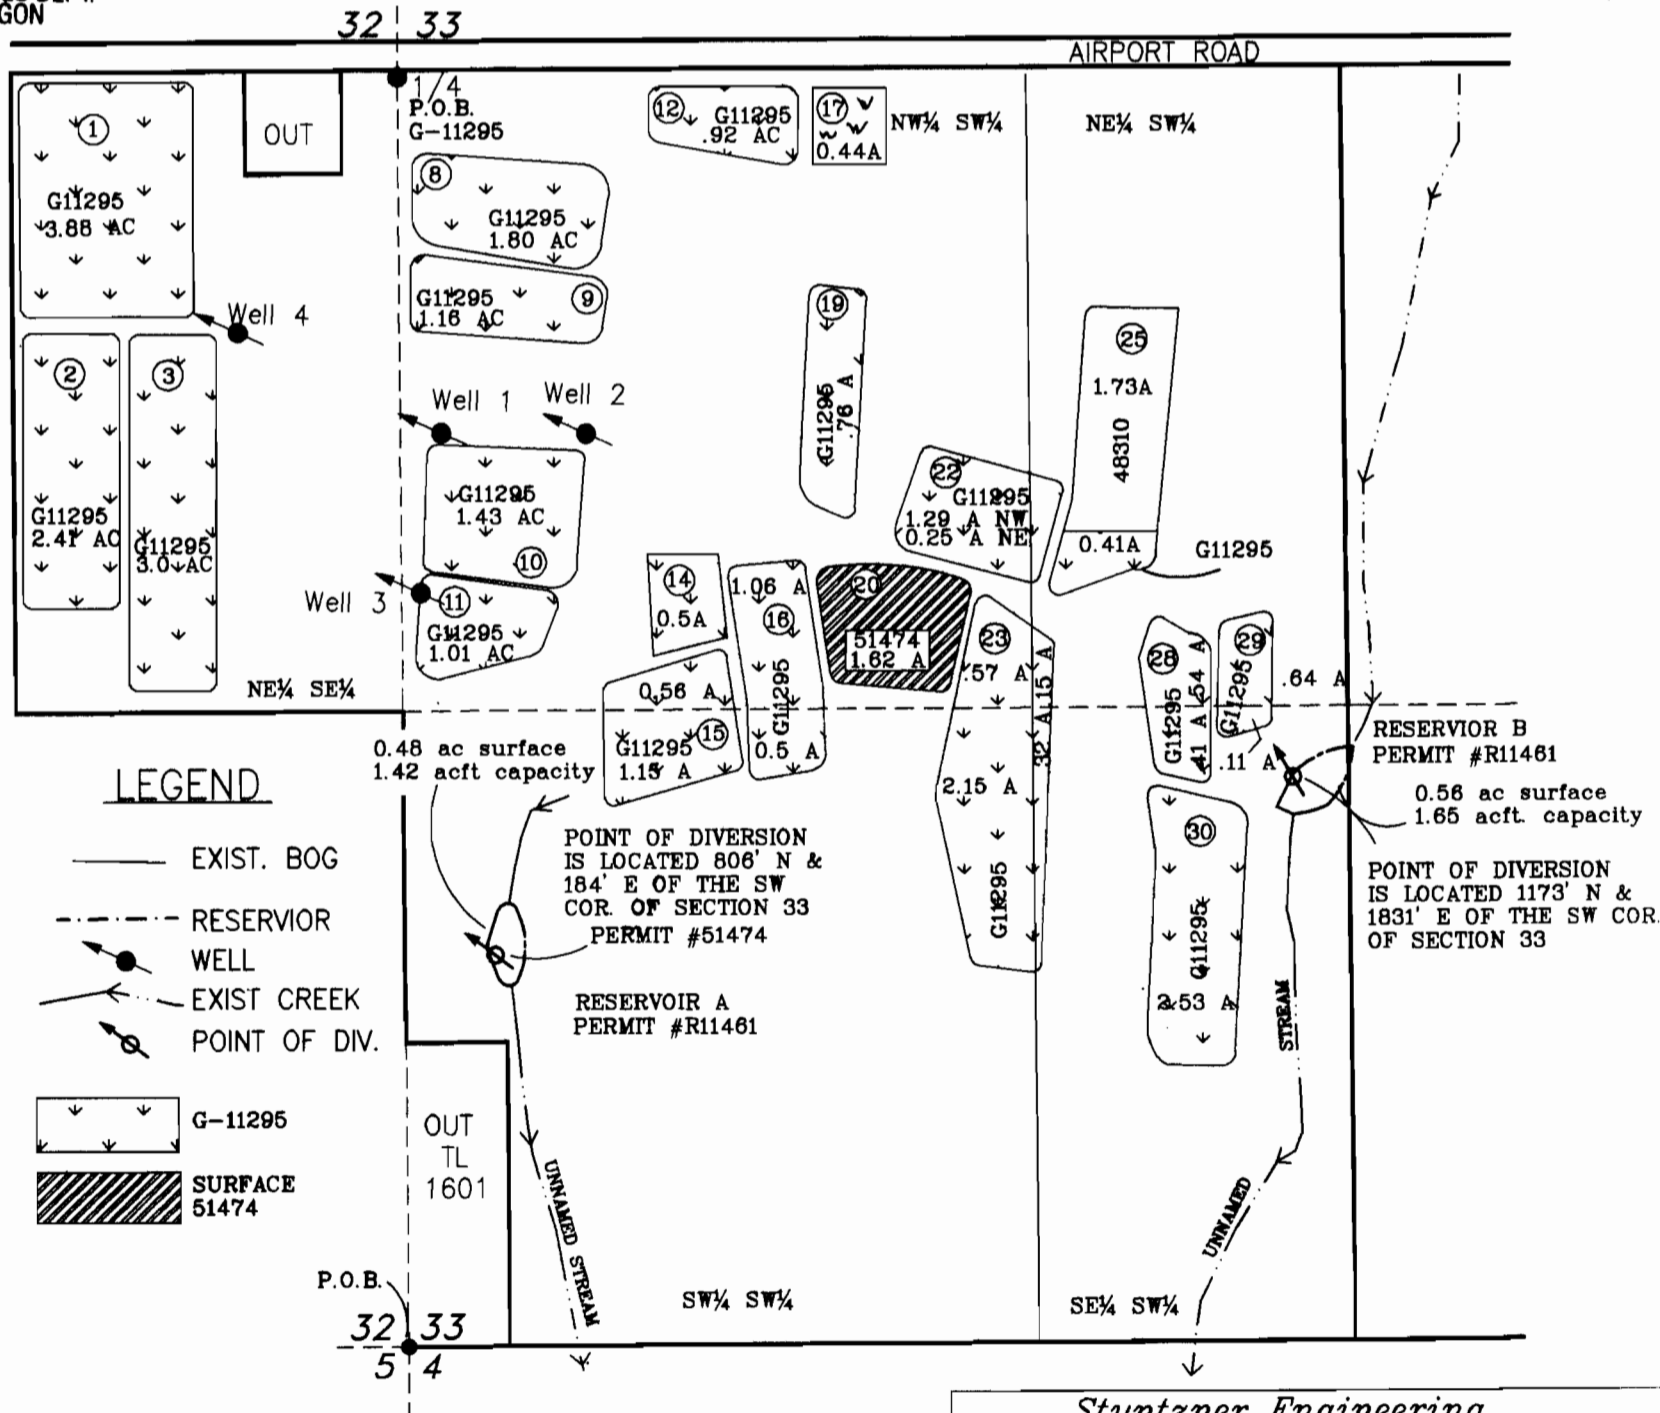 GON
32 33
AIRPORT ROAD
1/4
P.O.B.
G-11295
OUT
1
G11295
3.88 AC
12
G11295
.92 AC
17
0.44A
NW¼ SW¼
NE¼ SW¼
8
G11295
1.80 AC
9
G11295
1.16 AC
Well 4
19
G11295
.76 A
25
1.73A
48310
0.41A
G11295
2
G11295
2.41 AC
3
G11295
3.0 AC
Well 1
Well 2
G11295
1.43 AC
10
22
G11295
1.29 A NW
0.25 A NE
Well 3
11
G11295
1.01 AC
14
0.5A
1.06 A
16
G11295
0.5 A
20
51474
1.62 A
23
.57 A
.15 A
.32 A
2.15 A
G11295
28
.54 A
G11295
.41 A
29
G11295
.64 A
.11 A
NE¼ SE¼
0.56 A
15
G11295
1.15 A
0.48 ac surface
1.42 acft capacity
RESERVIOR B
PERMIT #R11461
0.56 ac surface
1.65 acft. capacity
30
G11295
2.53 A
POINT OF DIVERSION
IS LOCATED 806' N &
184' E OF THE SW
COR. OF SECTION 33
PERMIT #51474
POINT OF DIVERSION
IS LOCATED 1173' N &
1831' E OF THE SW COR.
OF SECTION 33
RESERVOIR A
PERMIT #R11461
LEGEND
EXIST. BOG
RESERVIOR
WELL
EXIST CREEK
POINT OF DIV.
G-11295
SURFACE
51474
OUT
TL
1601
UNNAMED STREAM
STREAM
UNNAMED
P.O.B.
SW¼ SW¼
SE¼ SW¼
32 33
5 4
Stuntzner Engineering